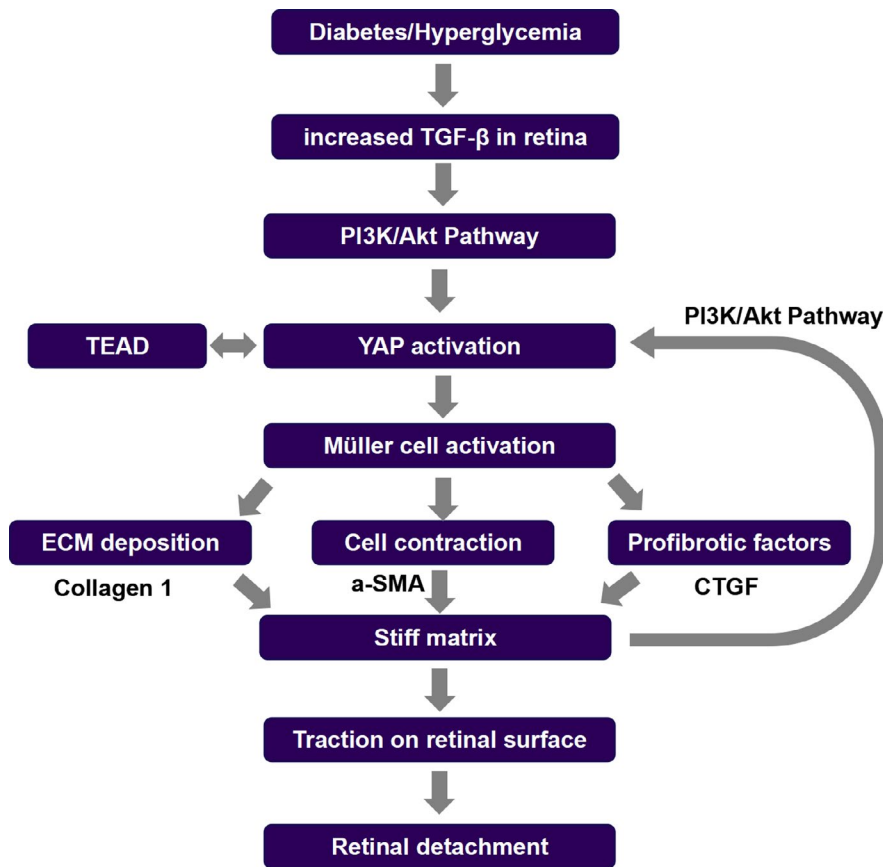 Diabetes/Hyperglycemia
increased TGF-β in retina
PI3K/Akt Pathway
PI3K/Akt Pathway
TEAD
YAP activation
Müller cell activation
ECM deposition
Cell contraction
Profibrotic factors
Collagen 1
a-SMA
CTGF
Stiff matrix
Traction on retinal surface
Retinal detachment